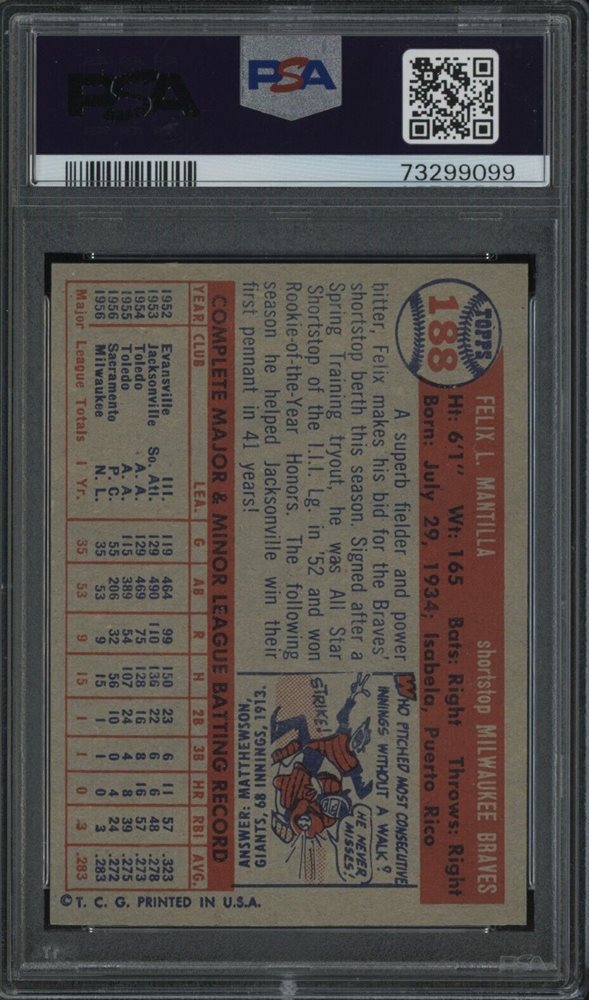 PSA
PSA
73299099
TOPPS
188
FELIX L. MANTILLA shortstop MILWAUKEE BRAVES
Ht: 6'1" Wt: 165 Bats: Right Throws: Right
Born: July 29, 1934; Isabela, Puerto Rico
A superb fielder and power
hitter, Felix makes his bid for the Braves'
shortstop berth this season. Signed after a
Spring Training tryout, he was All Star
Shortstop of the I.I.I. Lg. in '52 and won
Rookie-of-the-Year Honors. The following
season he helped Jacksonville win their
first pennant in 41 years!
WHO PITCHED MOST CONSECUTIVE
INNINGS WITHOUT A WALK?
HE NEVER
MISSES!
STRIKE!
ANSWER: MATHEWSON,
GIANTS, 68 INNINGS, 1913.
COMPLETE MAJOR & MINOR LEAGUE BATTING RECORD
YEAR CLUB LEA. G AB R H 2B 3B HR RBI AVG.
1952 Evansville III. 119 464 99 150 23 6 11 57 .323
1953 Jacksonville So. Atl. 129 490 110 136 22 6 6 48 .278
1954 Toledo A. A. 129 469 75 128 16 8 16 57 .273
1955 Toledo A. A. 115 389 54 107 24 4 8 39 .275
1956 Sacramento P. C. 55 206 32 56 10 0 4 24 .272
1956 Milwaukee N. L. 35 53 9 15 1 1 0 3 .283
Major League Totals 1 Yr. 35 53 9 15 1 1 0 3 .283
© T. C. G. PRINTED IN U.S.A.
PSA